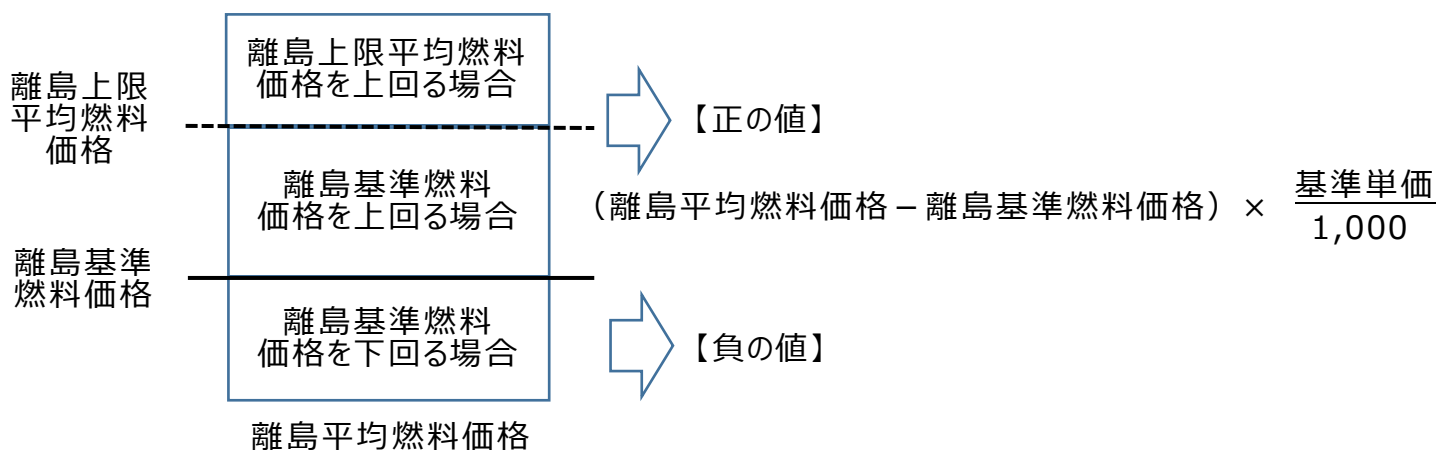 離島上限
平均燃料
価格
離島上限平均燃料
価格を上回る場合
【正の値】
離島基準燃料
価格を上回る場合
（離島平均燃料価格－離島基準燃料価格）× 基準単価
1,000
離島基準
燃料価格
離島基準燃料
価格を下回る場合
【負の値】
離島平均燃料価格